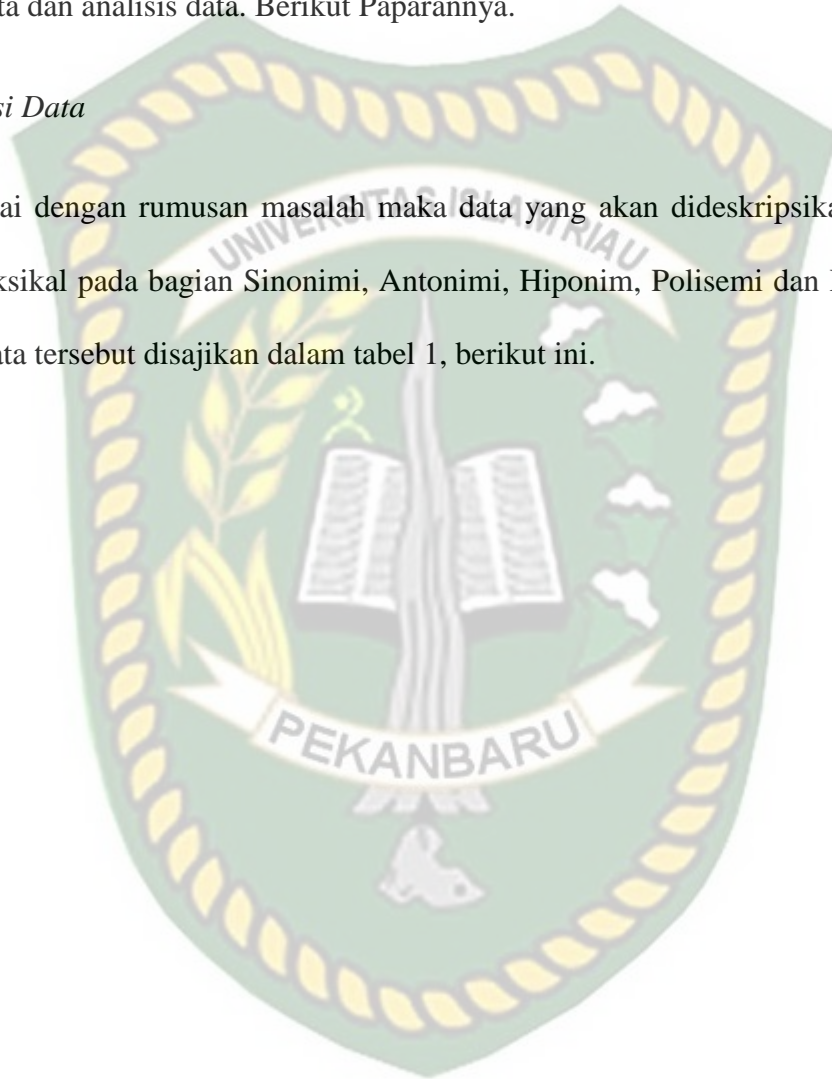 ta dan analisis data. Berikut Paparannya.
si Data
ai dengan rumusan masalah maka data yang akan dideskripsika
UNIVERSITAS ISLAM RIAU
ksikal pada bagian Sinonimi, Antonimi, Hiponim, Polisemi dan
ata tersebut disajikan dalam tabel 1, berikut ini.
PEKANBARU